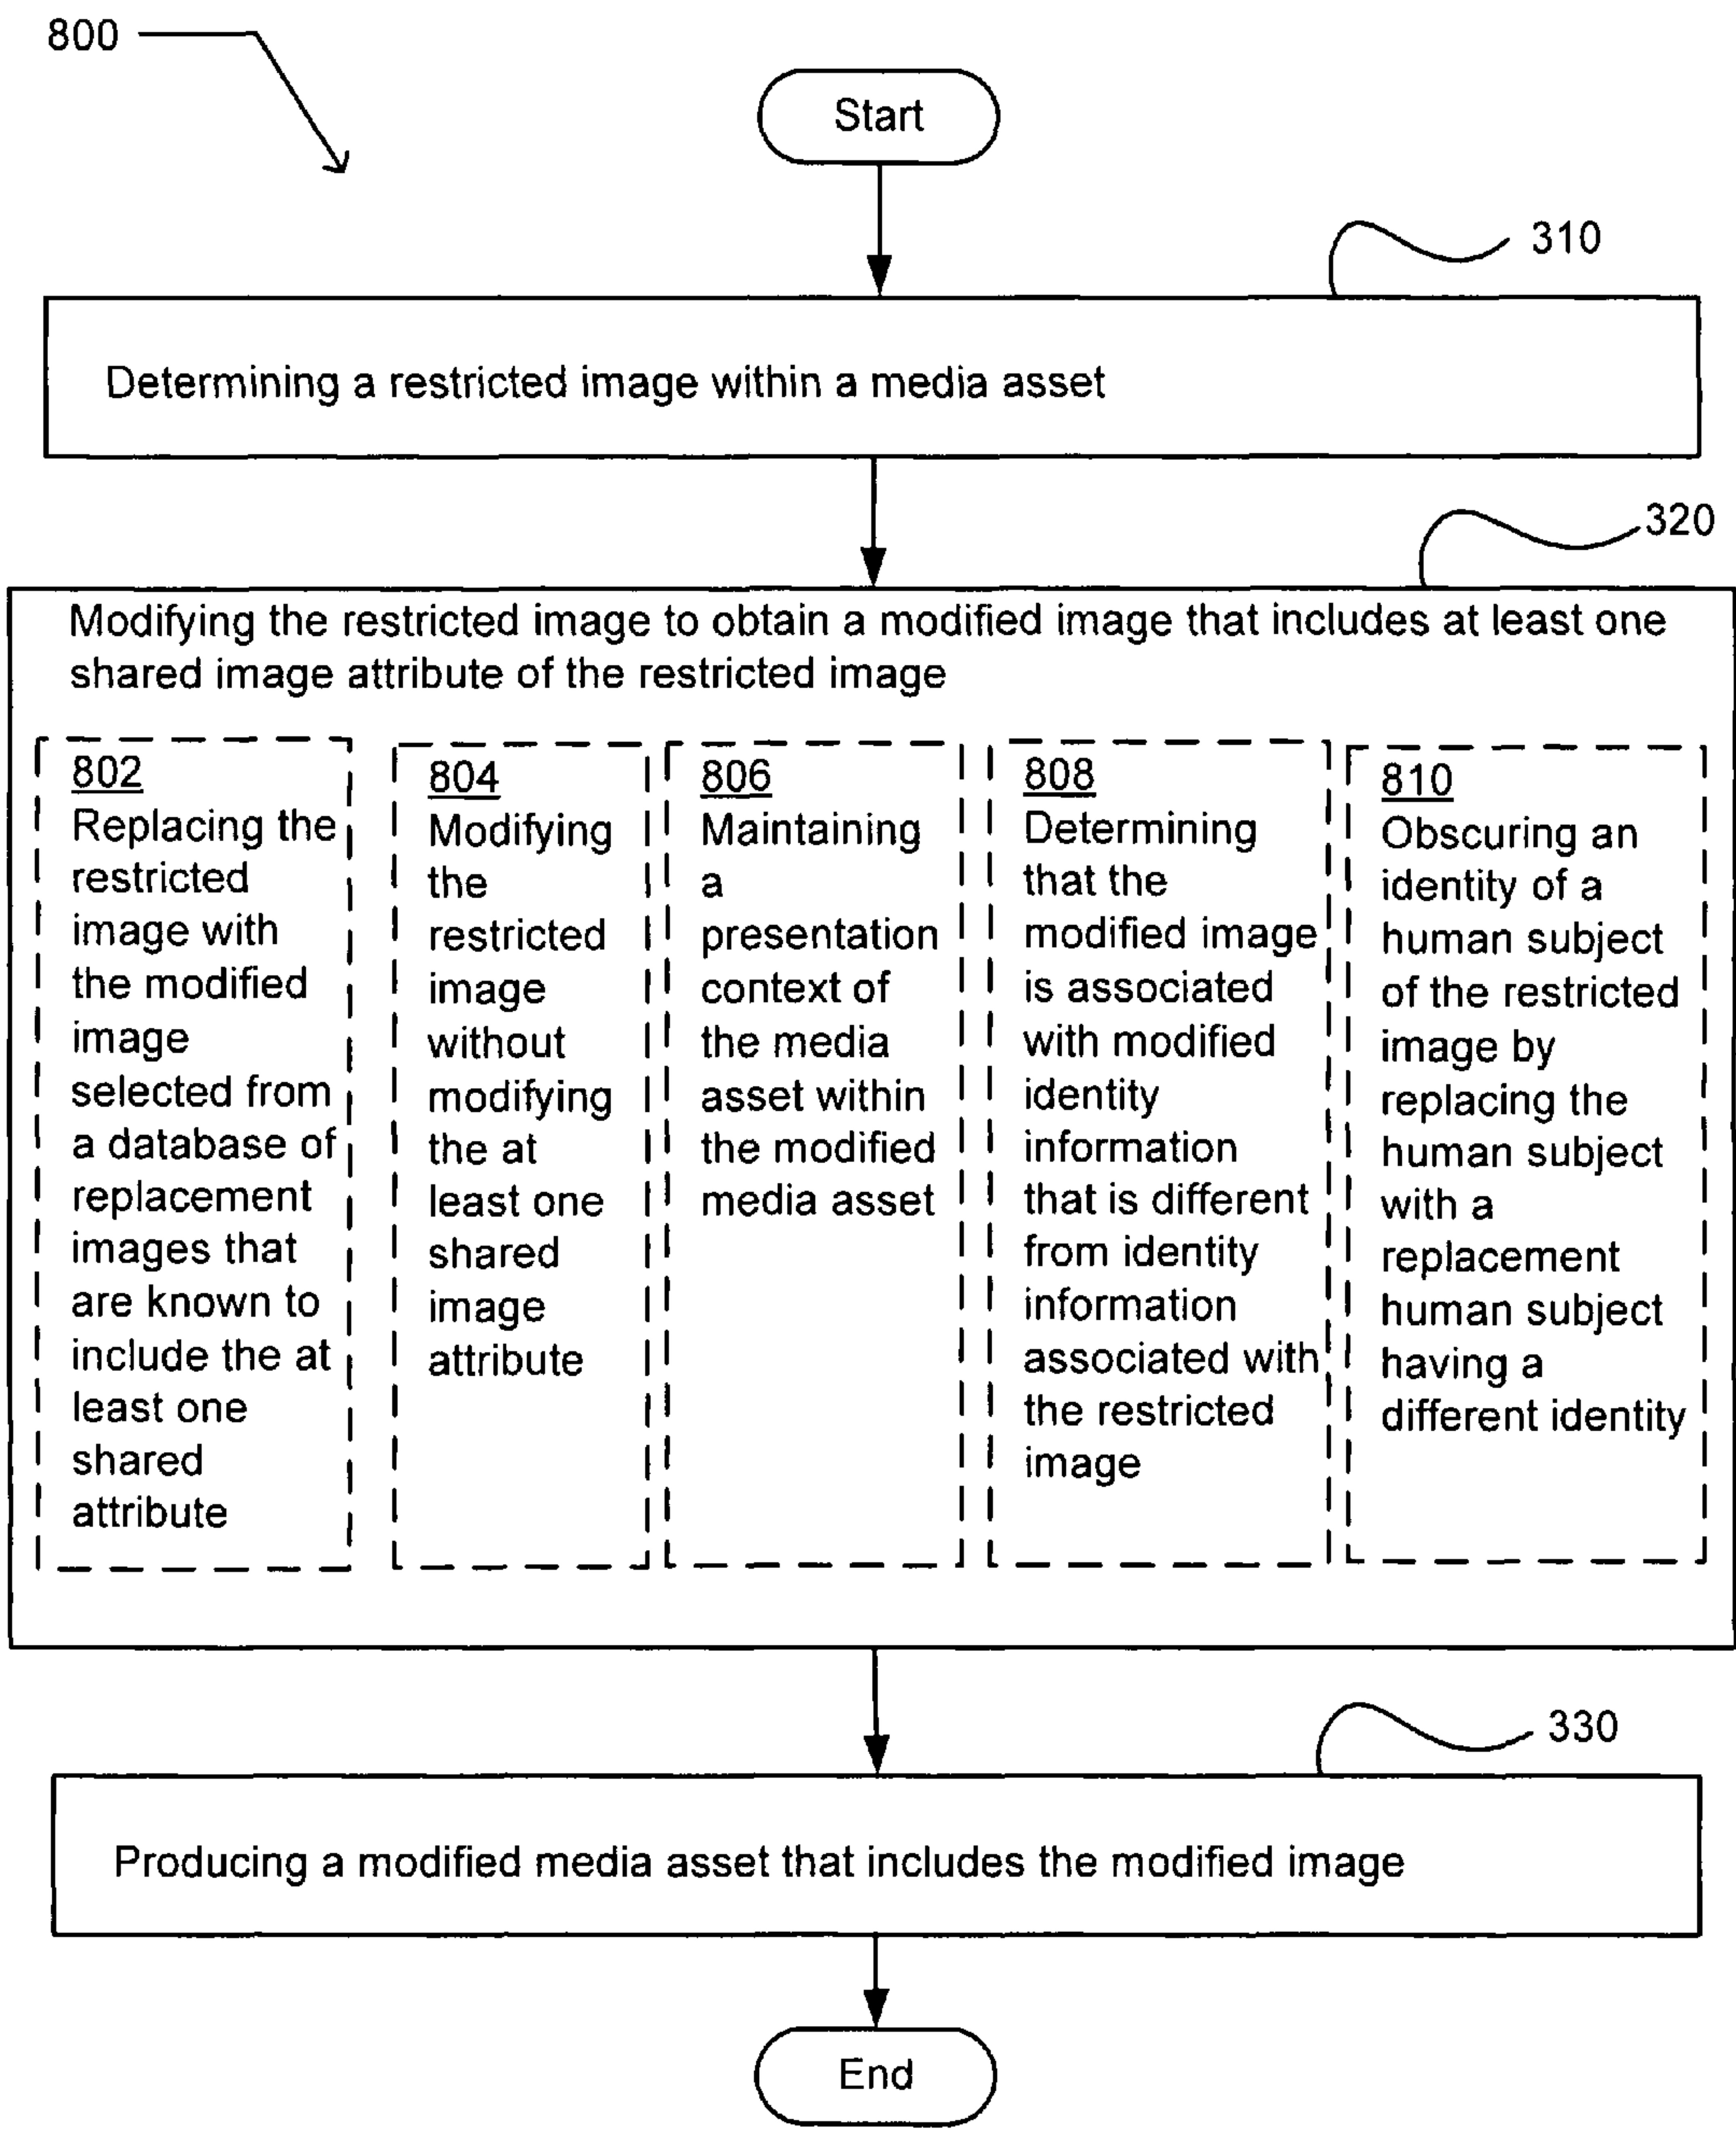 800
Start
310
Determining a restricted image within a media asset
320
Modifying the restricted image to obtain a modified image that includes at least one
shared image attribute of the restricted image
802
Replacing the
restricted
image with
the modified
image
selected from
a database of
replacement
images that
are known to
include the at
least one
shared
attribute
804
Modifying
the
restricted
image
without
modifying
the at
least one
shared
image
attribute
806
Maintaining
a
presentation
context of
the media
asset within
the modified
media asset
808
Determining
that the
modified image
is associated
with modified
identity
information
that is different
from identity
information
associated with
the restricted
image
810
Obscuring an
identity of a
human subject
of the restricted
image by
replacing the
human subject
with a
replacement
human subject
having a
different identity
330
Producing a modified media asset that includes the modified image
End